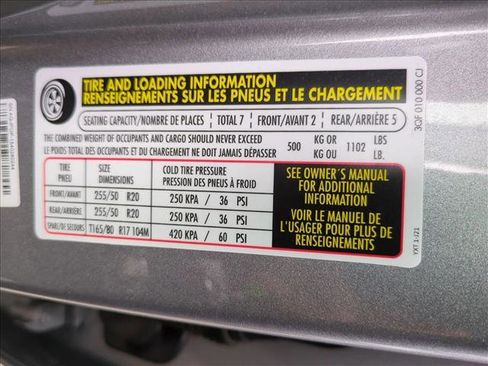 TIRE AND LOADING INFORMATION
RENSEIGNEMENTS SUR LES PNEUS ET LE CHARGEMENT
SEATING CAPACITY/NOMBRE DE PLACES TOTAL 7 FRONT/AVANT 2 REAR/ARRIÈRE 5
THE COMBINED WEIGHT OF OCCUPANTS AND CARGO SHOULD NEVER EXCEED 500 KG OR 1102 LBS
LE POIDS TOTAL DES OCCUPANTS ET DU CHARGEMENT NE DOIT JAMAIS DÉPASSER KG OU LB.
TIRE SIZE COLD TIRE PRESSURE
PNEU DIMENSIONS PRESSION DES PNEUS À FROID
FRONT/AVANT 255/50 R20 250 KPA / 36 PSI
REAR/ARRIÈRE 255/50 R20 250 KPA / 36 PSI
SPARE/DE SECOURS T165/80 R17 104M 420 KPA / 60 PSI
SEE OWNER´S MANUAL
FOR ADDITIONAL
INFORMATION
VOIR LE MANUEL DE
L'USAGER POUR PLUS DE
RENSEIGNEMENTS
3QF 010 000 CJ